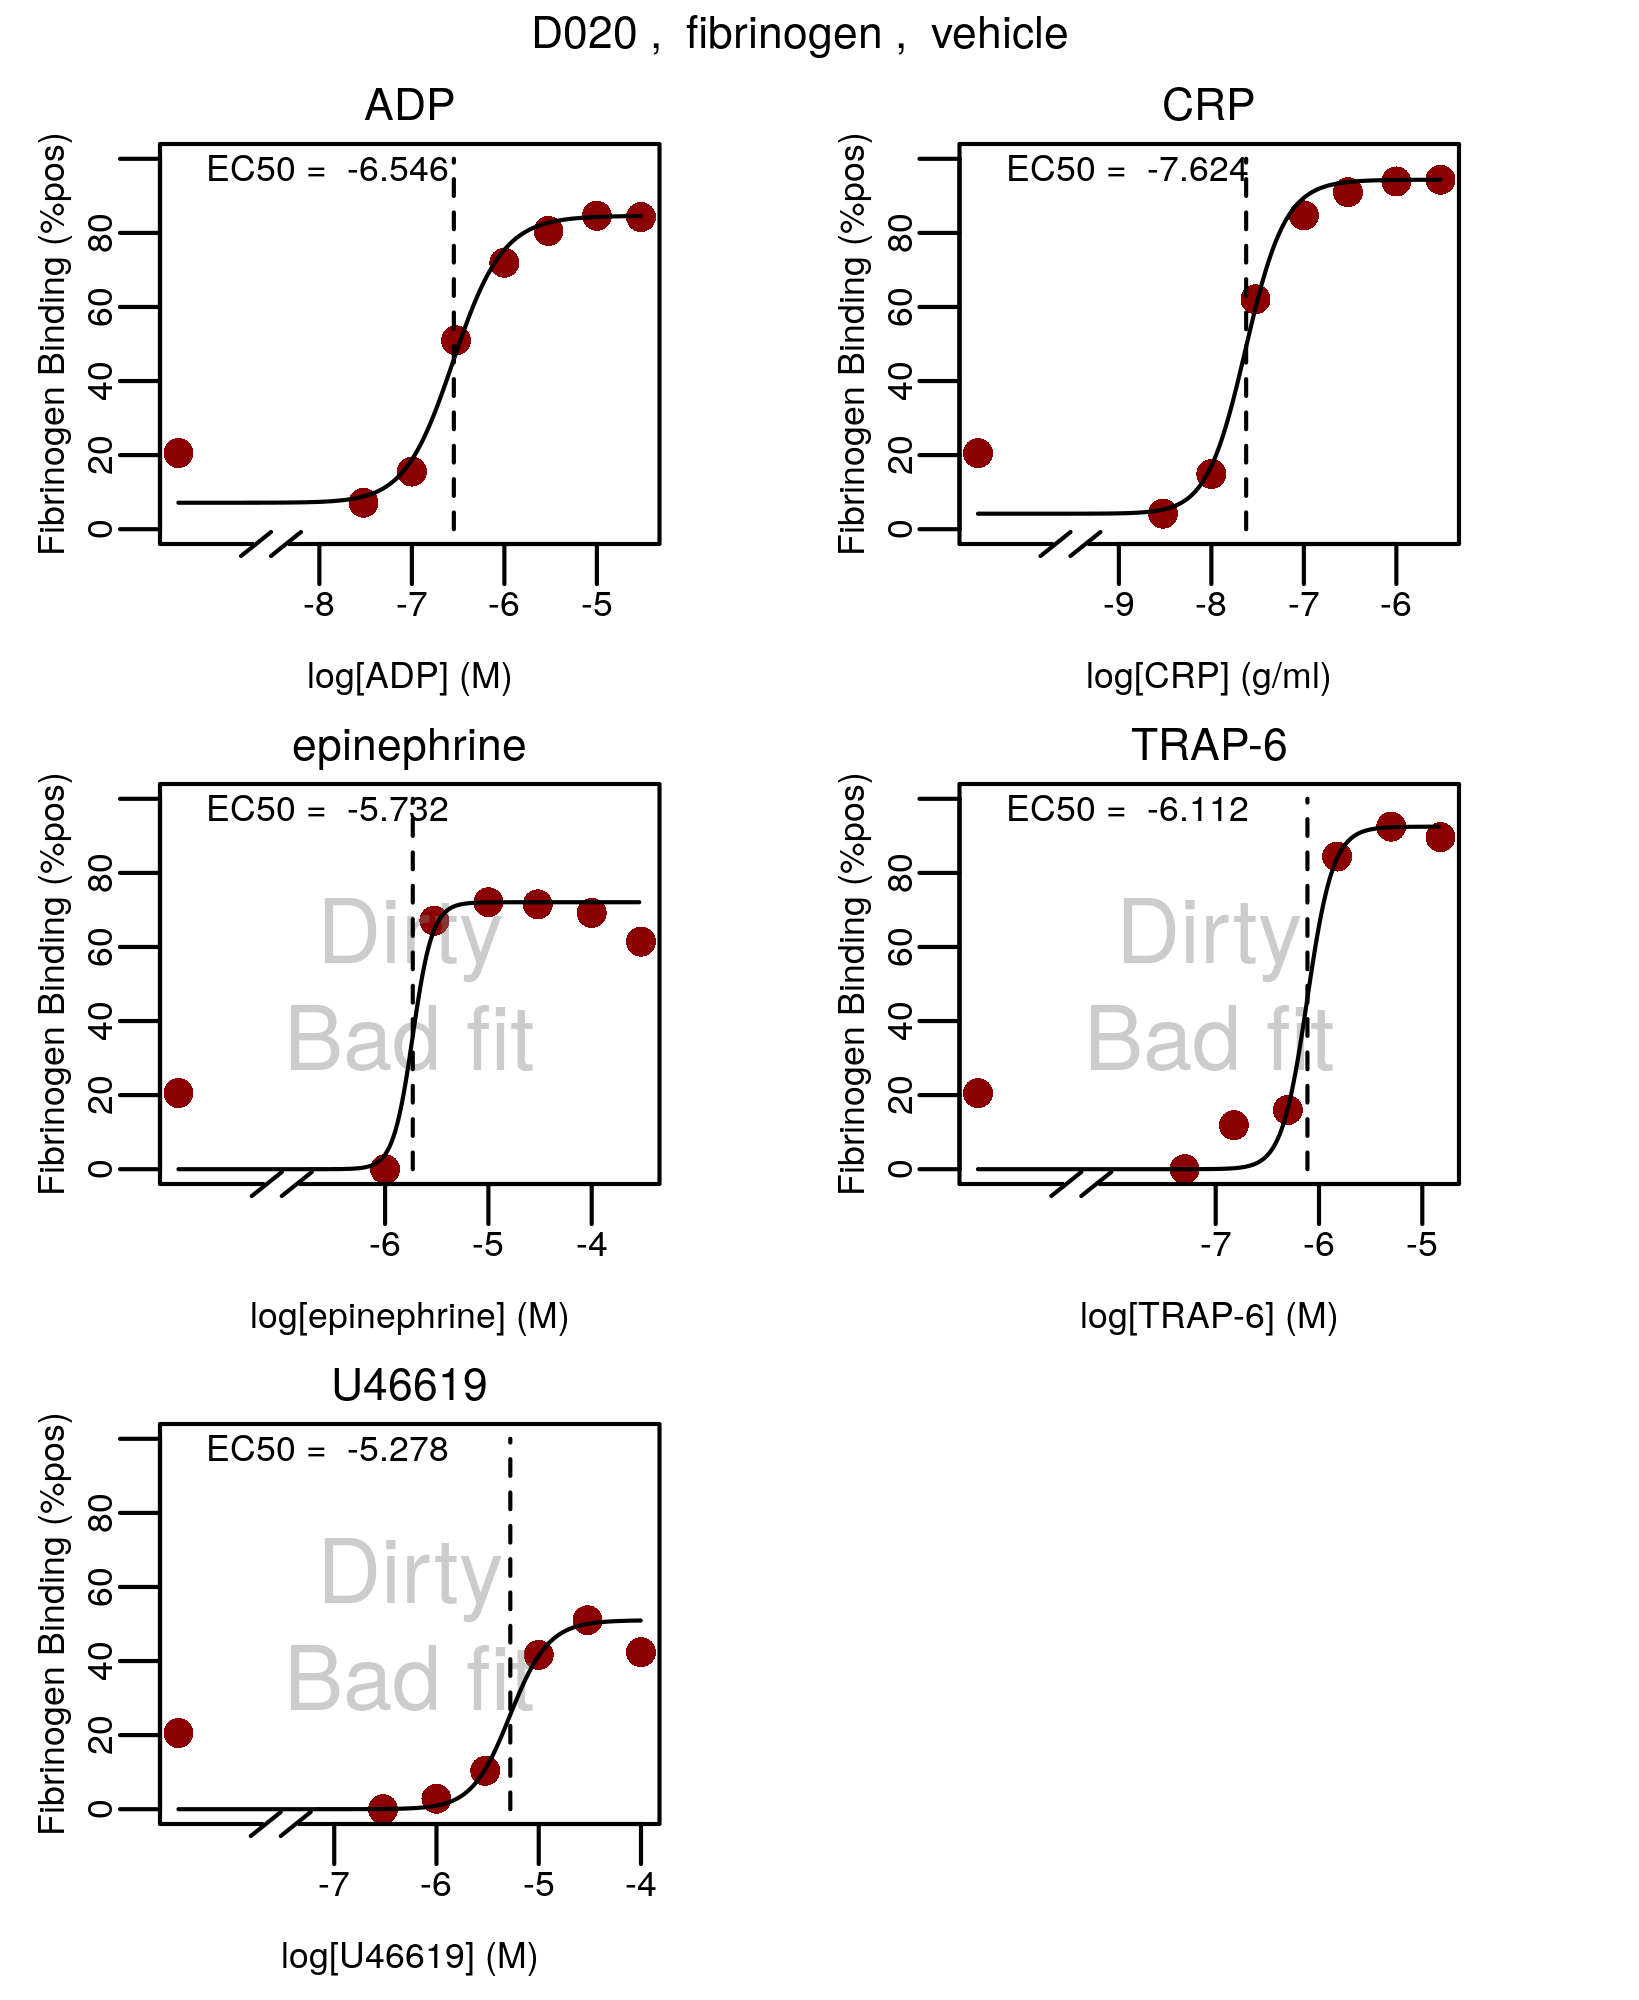 D020 ,  fibrinogen ,  vehicle
ADP
EC50 =  -6.546
Fibrinogen Binding (%pos)
0 20 40 60 80
-8 -7 -6 -5
log[ADP] (M)
CRP
EC50 =  -7.624
Fibrinogen Binding (%pos)
0 20 40 60 80
-9 -8 -7 -6
log[CRP] (g/ml)
epinephrine
EC50 =  -5.732
Fibrinogen Binding (%pos)
0 20 40 60 80
Dirty
Bad fit
-6 -5 -4
log[epinephrine] (M)
TRAP-6
EC50 =  -6.112
Fibrinogen Binding (%pos)
0 20 40 60 80
Dirty
Bad fit
-7 -6 -5
log[TRAP-6] (M)
U46619
EC50 =  -5.278
Fibrinogen Binding (%pos)
0 20 40 60 80
Dirty
Bad fit
-7 -6 -5 -4
log[U46619] (M)